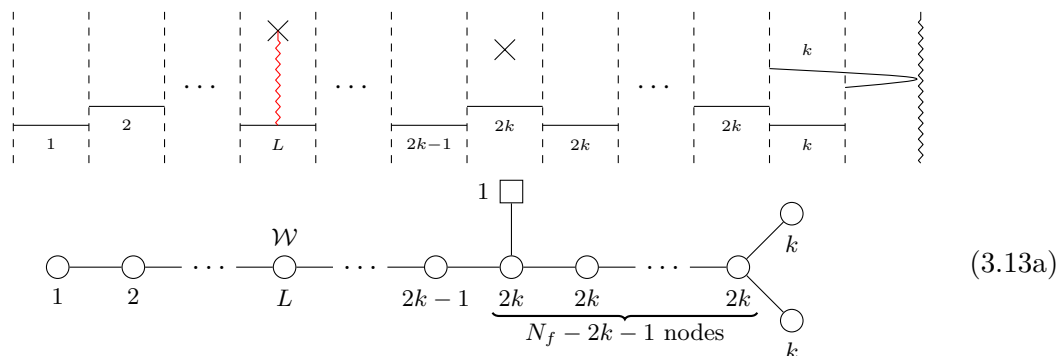 k
... ... ...
1 2 L 2k−1 2k 2k 2k k
1
𝒲
k
... ... ...
(3.13a)
1 2 L 2k − 1 2k 2k 2k
N_f − 2k − 1 nodes
k